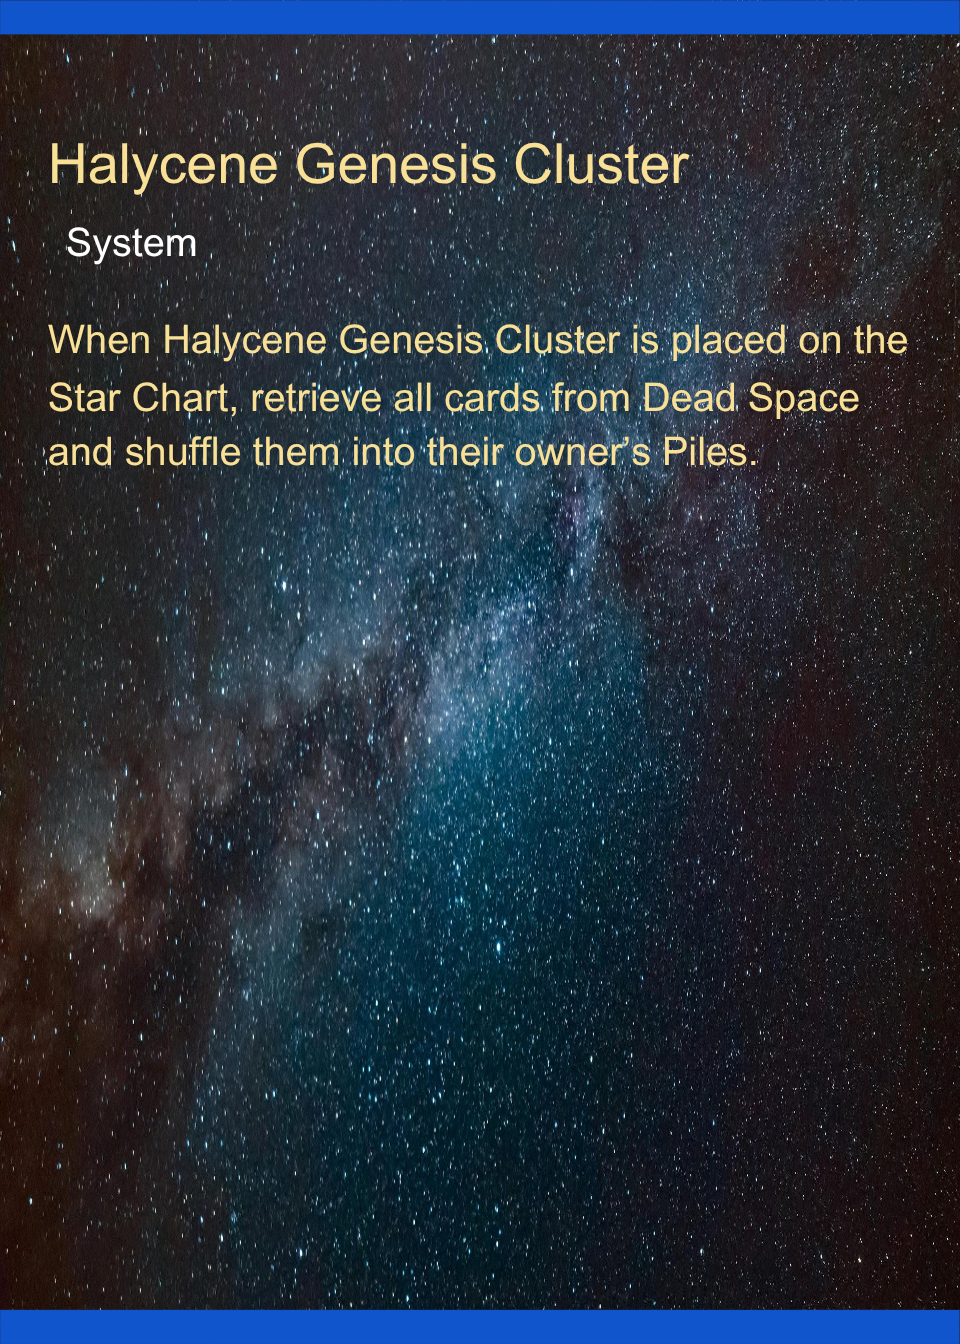 Halycene Genesis Cluster
System
When Halycene Genesis Cluster is placed on the
Star Chart, retrieve all cards from Dead Space
and shuffle them into their owner’s Piles.